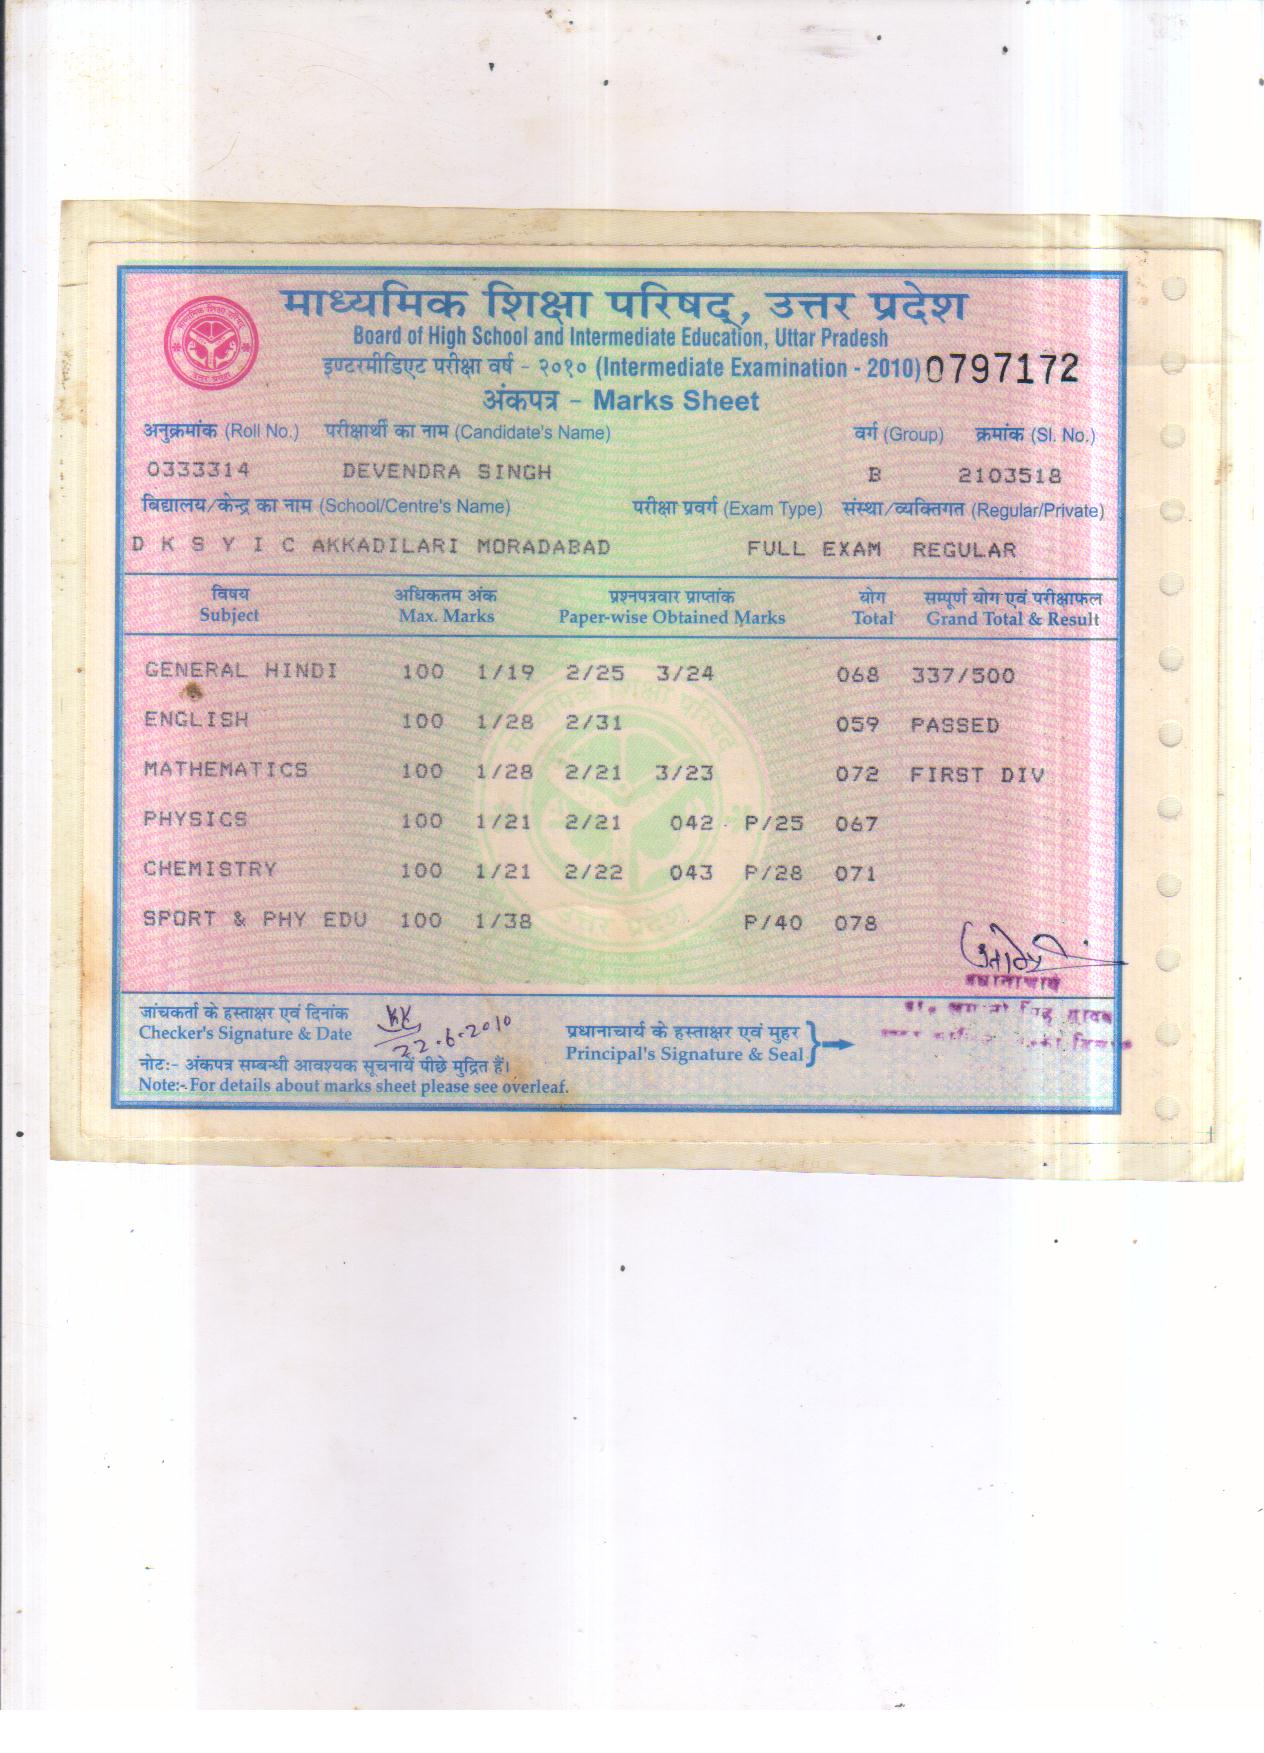 माध्यमिक शिक्षा परिषद्, उत्तर प्रदेश
Board of High School and Intermediate Education, Uttar Pradesh
इण्टरमीडिएट परीक्षा वर्ष - २०१० (Intermediate Examination - 2010) 0797172
अंकपत्र - Marks Sheet
अनुक्रमांक (Roll No.) परीक्षार्थी का नाम (Candidate's Name) वर्ग (Group) क्रमांक (Sl. No.)
0333314 DEVENDRA SINGH B 2103518
विद्यालय/केन्द्र का नाम (School/Centre's Name) परीक्षा प्रवर्ग (Exam Type) संस्था/व्यक्तिगत (Regular/Private)
D K S Y I C AKKADILARI MORADABAD FULL EXAM REGULAR
विषय अधिकतम अंक प्रश्नपत्रवार प्राप्तांक योग सम्पूर्ण योग एवं परीक्षाफल
Subject Max. Marks Paper-wise Obtained Marks Total Grand Total & Result
GENERAL HINDI 100 1/19 2/25 3/24 068 337/500
ENGLISH 100 1/28 2/31 059 PASSED
MATHEMATICS 100 1/28 2/21 3/23 072 FIRST DIV
PHYSICS 100 1/21 2/21 042 P/25 067
CHEMISTRY 100 1/21 2/22 043 P/28 071
SPORT & PHY EDU 100 1/38 P/40 078
प्रधानाचार्य
जांचकर्ता के हस्ताक्षर एवं दिनांक
Checker's Signature & Date
KK
22.6.2010
प्रधानाचार्य के हस्ताक्षर एवं मुहर
Principal's Signature & Seal
नोट:- अंकपत्र सम्बन्धी आवश्यक सूचनायें पीछे मुद्रित हैं।
Note:- For details about marks sheet please see overleaf.